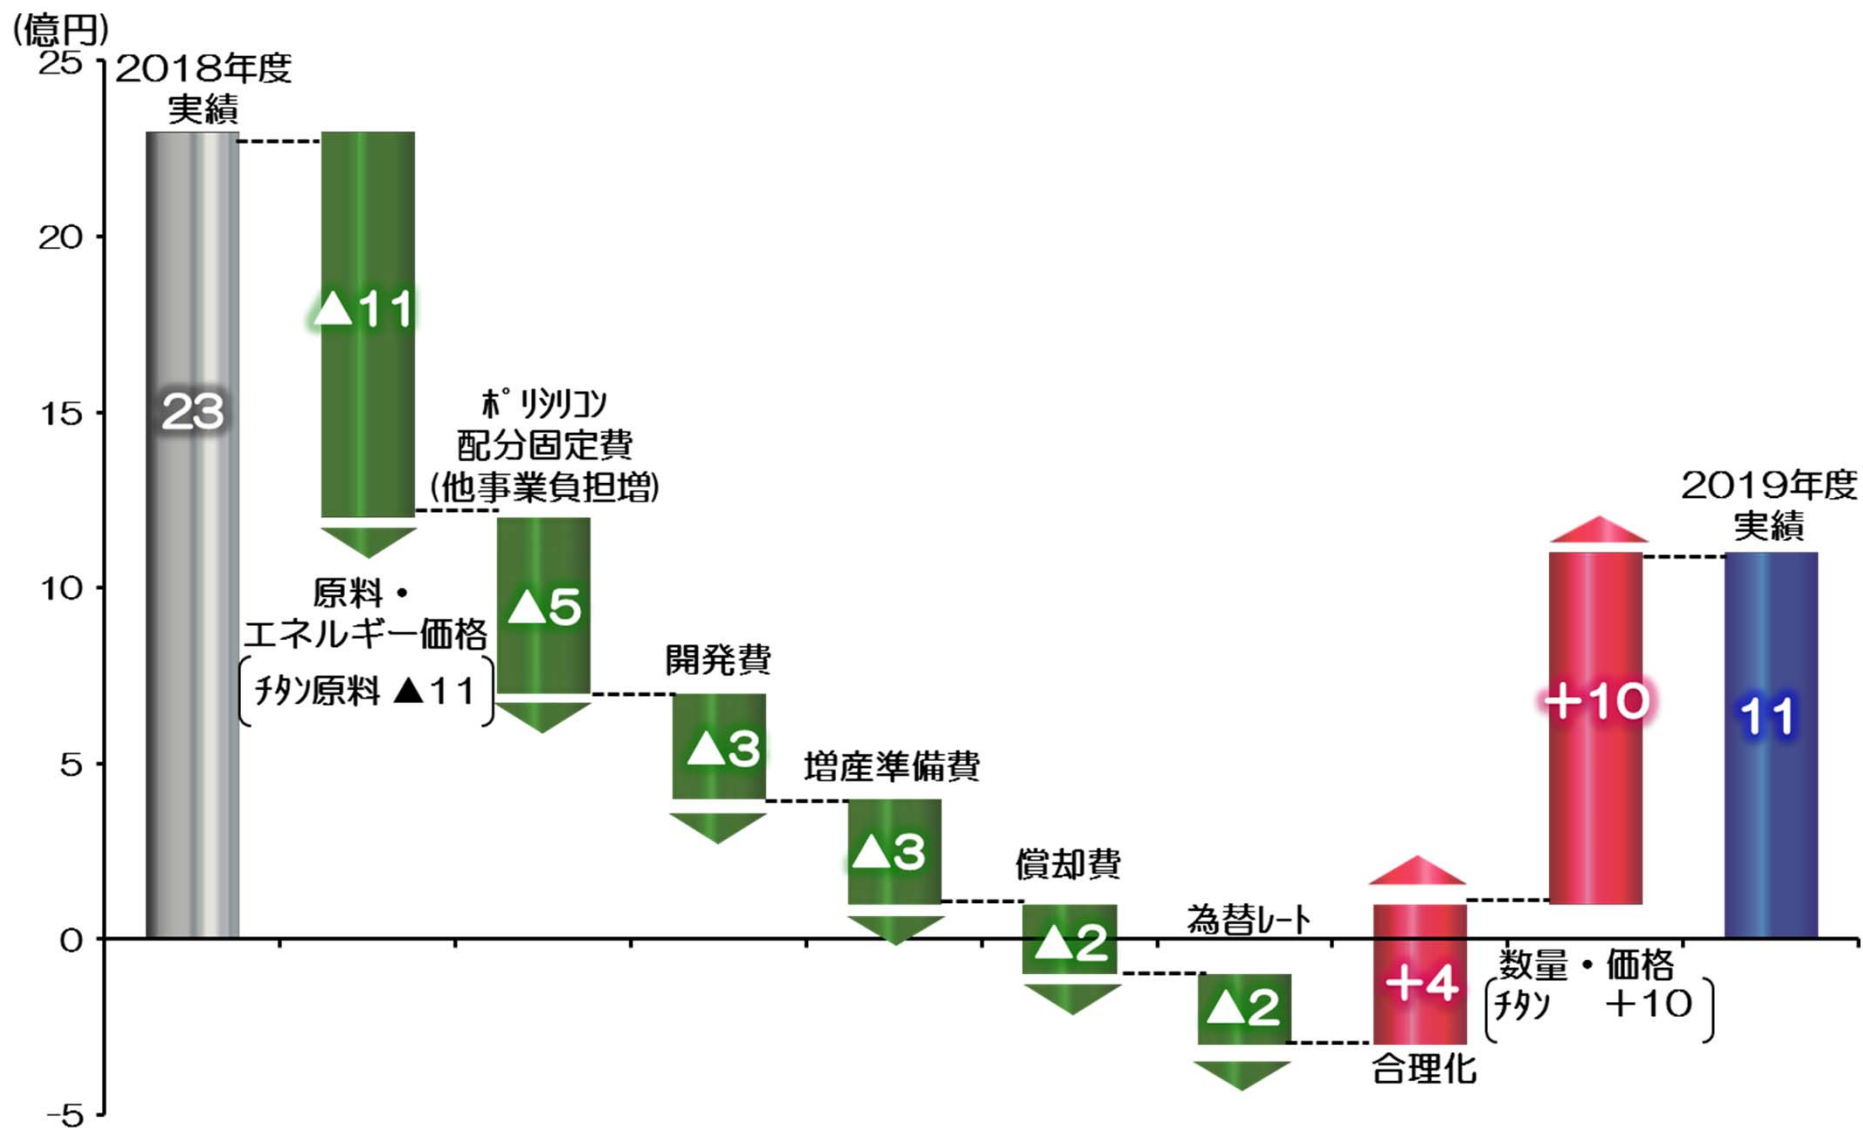 (億円)
25
20
15
10
5
0
-5
2018年度
実績
23
▲11
原料・
エネルギー価格
ﾁﾀﾝ原料 ▲11
ﾎﾟﾘｼﾘｺﾝ
配分固定費
(他事業負担増)
▲5
開発費
▲3
増産準備費
▲3
償却費
▲2
為替ﾚｰﾄ
▲2
+4
合理化
+10
数量・価格
ﾁﾀﾝ +10
2019年度
実績
11